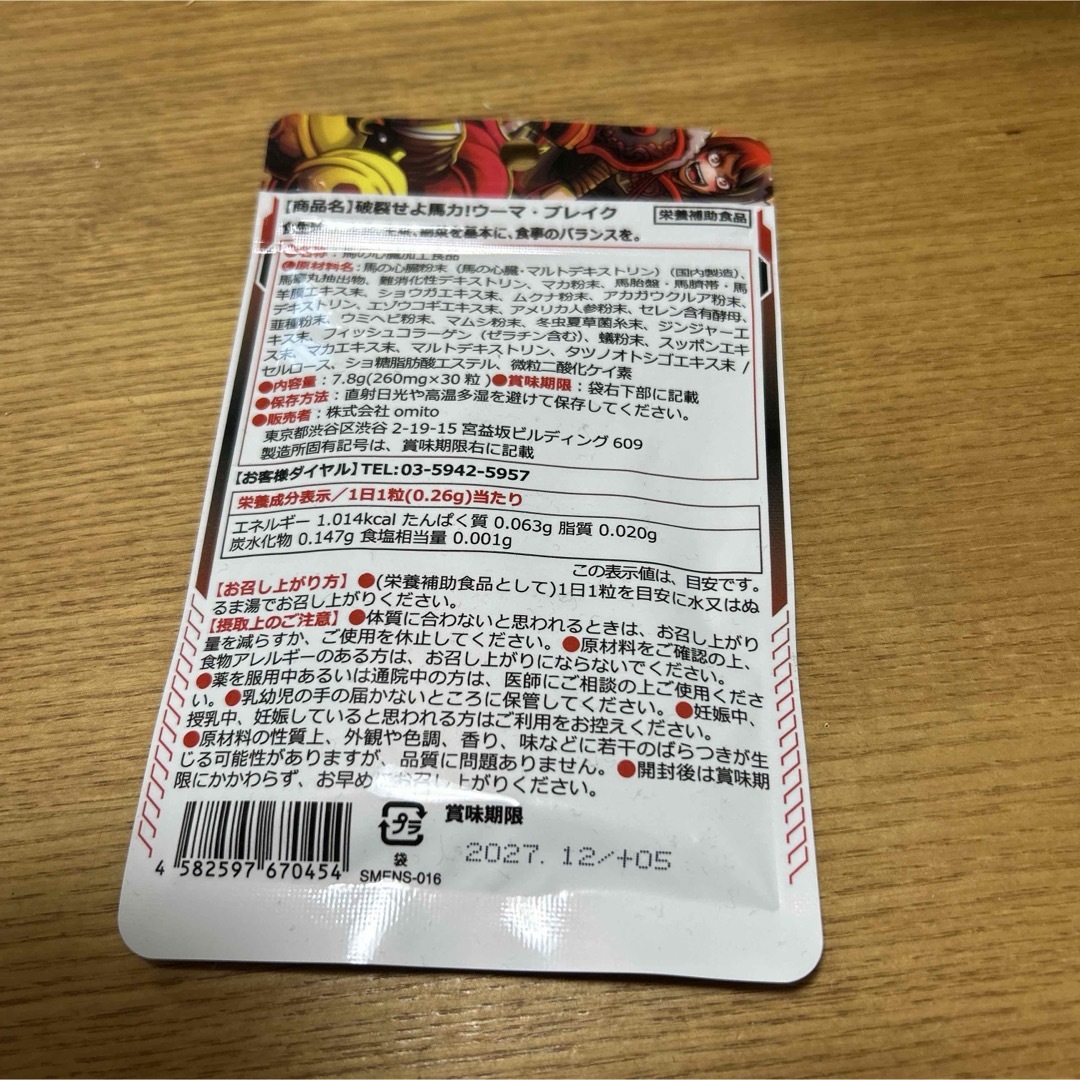 【商品名】破裂せよ馬力!ウーマ・ブレイク
栄養補助食品
を基本に、食事のバランスを。
馬の心臓加工食品
●原材料名：馬の心臓粉末（馬の心臓・マルトデキストリン）（国内製造）、
丸抽出物、難消化性デキストリン、マカ粉末、馬胎盤・馬臍帯・馬
羊膜エキス末、ショウガエキス末、ムクナ粉末、アカガウクルア粉末、
デキストリン、エゾウコギエキス末、アメリカ人参粉末、セレン含有酵母、
韮種粉末、ウミヘビ粉末、マムシ粉末、冬虫夏草菌糸末、ジンジャーエ
キス末、フィッシュコラーゲン（ゼラチン含む）、蟻粉末、スッポンエキ
ス末、マカエキス末、マルトデキストリン、タツノオトシゴエキス末 /
セルロース、ショ糖脂肪酸エステル、微粒二酸化ケイ素
●内容量：7.8g(260mg×30粒)●賞味期限：袋右下部に記載
●保存方法：直射日光や高温多湿を避けて保存してください。
●販売者：株式会社 omito
東京都渋谷区渋谷 2-19-15 宮益坂ビルディング 609
製造所固有記号は、賞味期限右に記載
【お客様ダイヤル】TEL:03-5942-5957
栄養成分表示／1日1粒(0.26g)当たり
エネルギー 1.014kcal たんぱく質 0.063g 脂質 0.020g
炭水化物 0.147g 食塩相当量 0.001g
この表示値は、目安です。
【お召し上がり方】●(栄養補助食品として)1日1粒を目安に水又はぬ
るま湯でお召し上がりください。
【摂取上のご注意】●体質に合わないと思われるときは、お召し上がり
量を減らすか、ご使用を休止してください。●原材料をご確認の上、
食物アレルギーのある方は、お召し上がりにならないでください。
●薬を服用中あるいは通院中の方は、医師にご相談の上ご使用くださ
い。●乳幼児の手の届かないところに保管してください。●妊娠中、
授乳中、妊娠していると思われる方はご利用をお控えください。
●原材料の性質上、外観や色調、香り、味などに若干のばらつきが生
じる可能性がありますが、品質に問題ありません。●開封後は賞味期
限にかかわらず、お早めにお召し上がりください。
プラ
袋
賞味期限
2027. 12/+05
4 582597 670454
SMENS-016